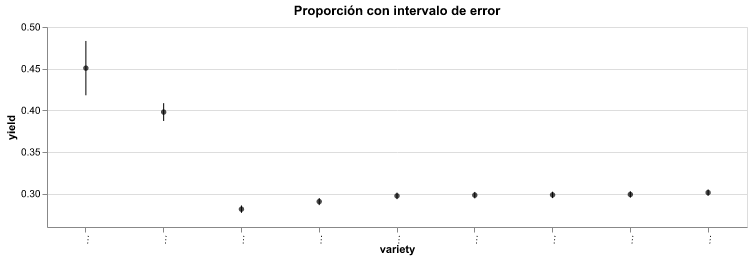 Proporción con intervalo de error
0.50
0.45
0.40
0.35
0.30
yield
… … … … … … … … …
variety